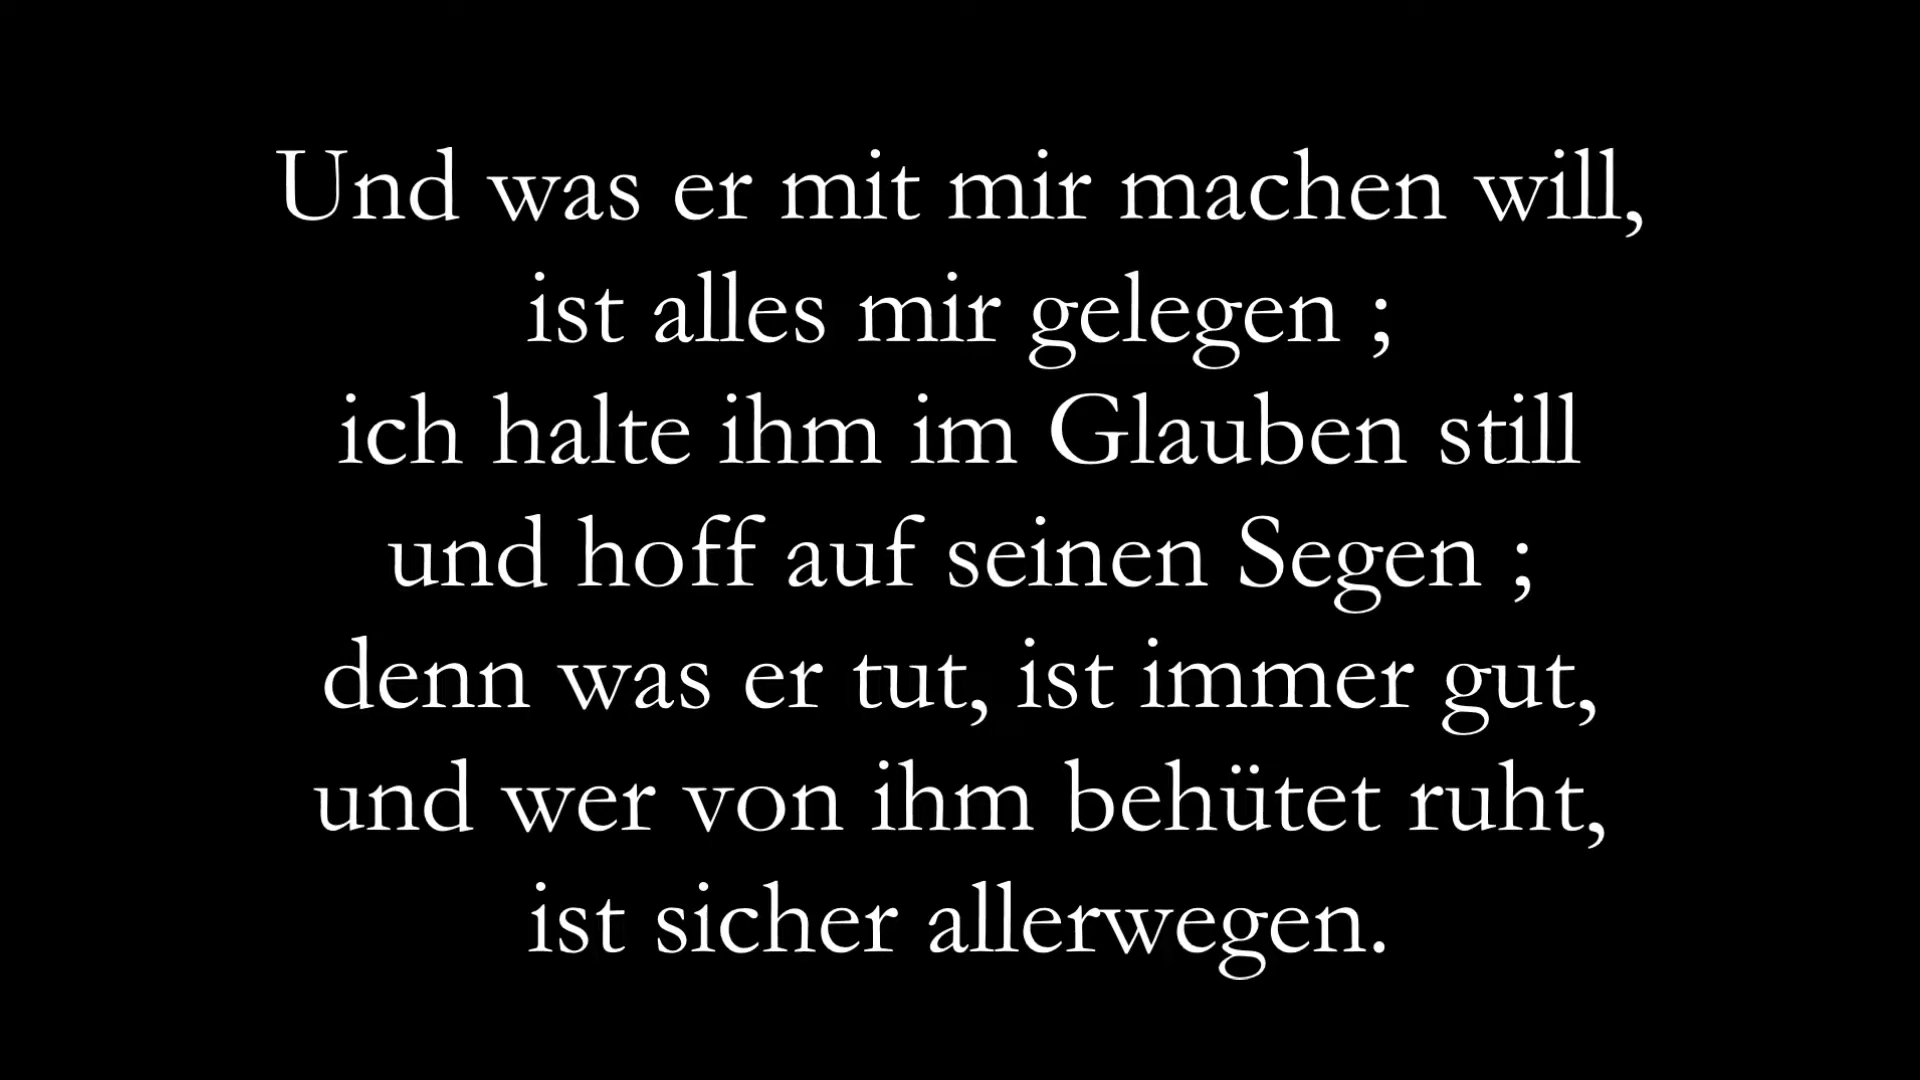 Und was er mit mir machen will,
ist alles mir gelegen ;
ich halte ihm im Glauben still
und hoff auf seinen Segen ;
denn was er tut, ist immer gut,
und wer von ihm behütet ruht,
ist sicher allerwegen.